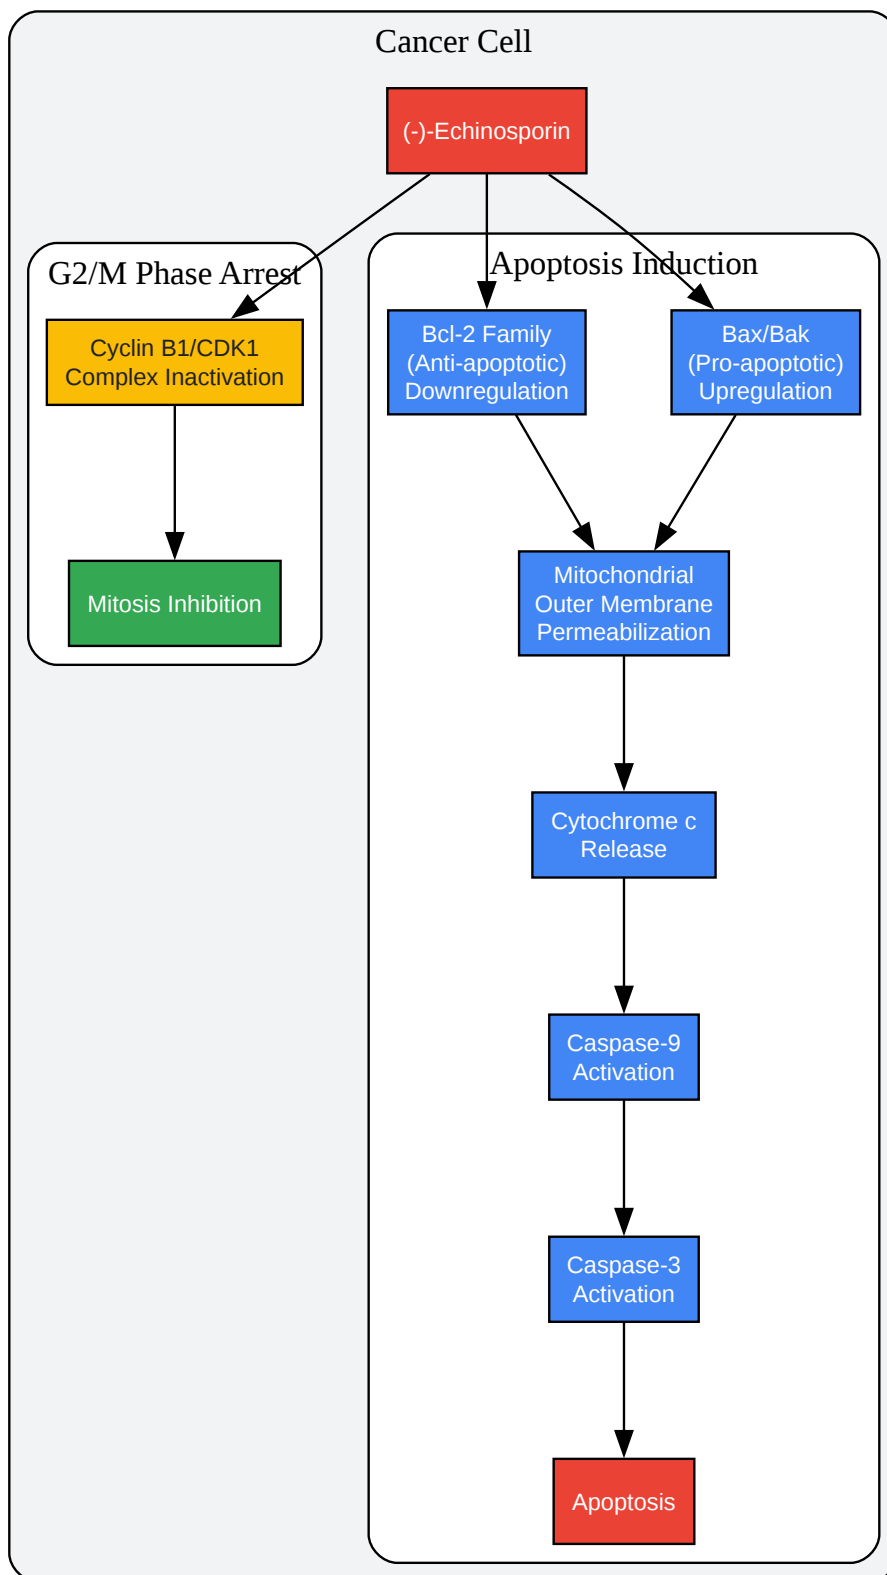 Cancer Cell
(-)-Echinosporin
G2/M Phase Arrest
Cyclin B1/CDK1
Complex Inactivation
Mitosis Inhibition
Apoptosis Induction
Bcl-2 Family
(Anti-apoptotic)
Downregulation
Bax/Bak
(Pro-apoptotic)
Upregulation
Mitochondrial
Outer Membrane
Permeabilization
Cytochrome c
Release
Caspase-9
Activation
Caspase-3
Activation
Apoptosis